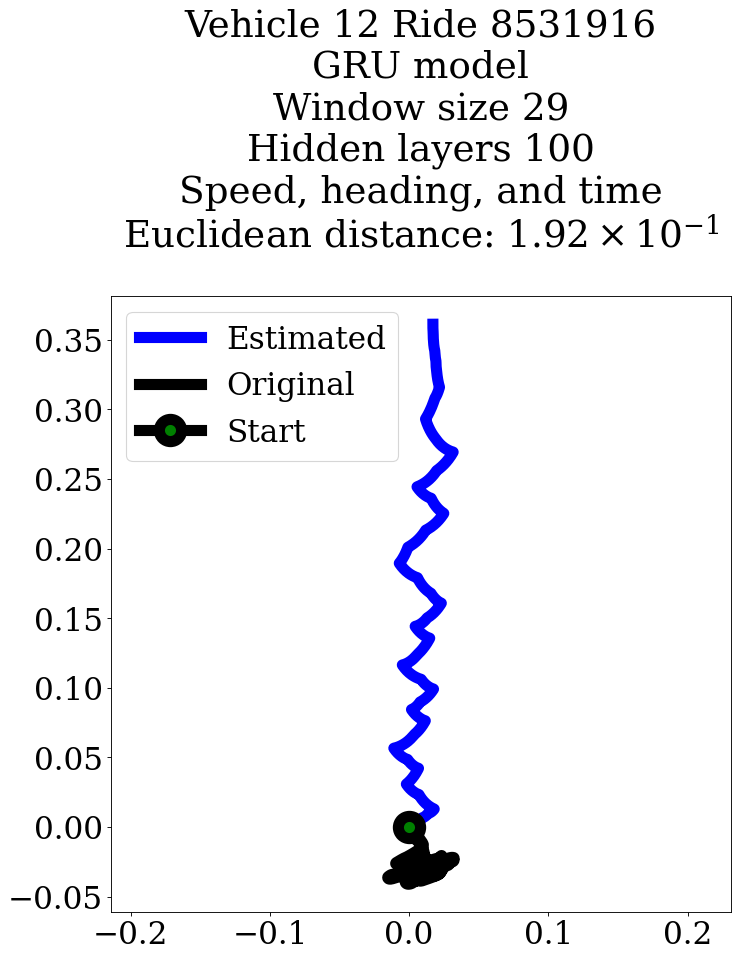 Vehicle 12 Ride 8531916
GRU model
Window size 29
Hidden layers 100
Speed, heading, and time
Euclidean distance: 1.92 × 10⁻¹
Estimated
Original
Start
0.35
0.30
0.25
0.20
0.15
0.10
0.05
0.00
−0.05
−0.2 −0.1 0.0 0.1 0.2